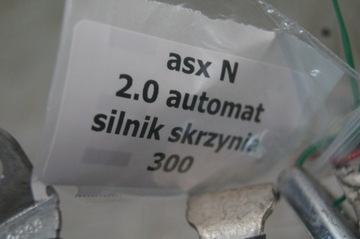 asx N
2.0 automat
silnik skrzynia
300